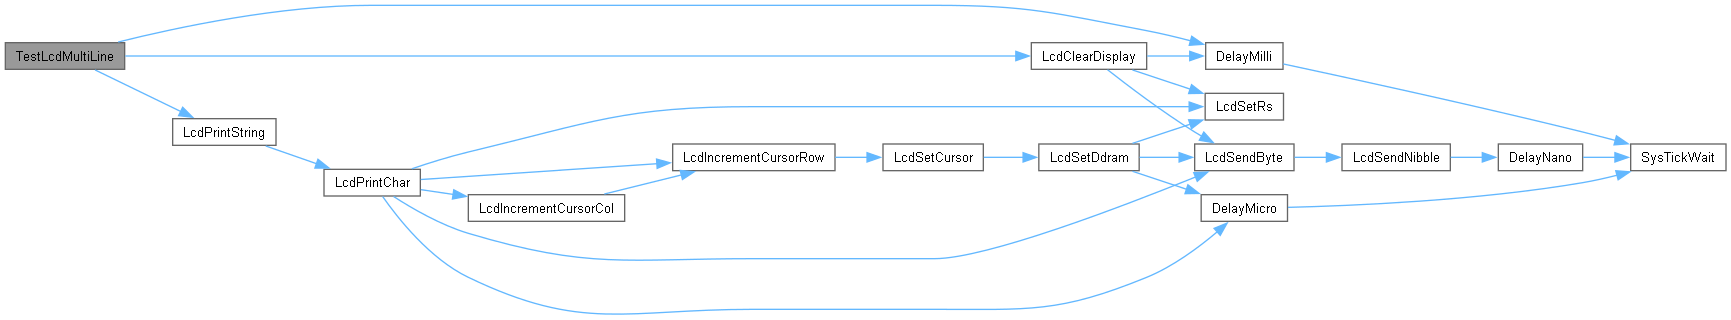 TestLcdMultiLine
LcdPrintString
LcdPrintChar
LcdIncrementCursorRow
LcdIncrementCursorCol
LcdSetCursor
LcdClearDisplay
LcdSetDdram
DelayMilli
LcdSetRs
LcdSendByte
DelayMicro
LcdSendNibble
DelayNano
SysTickWait